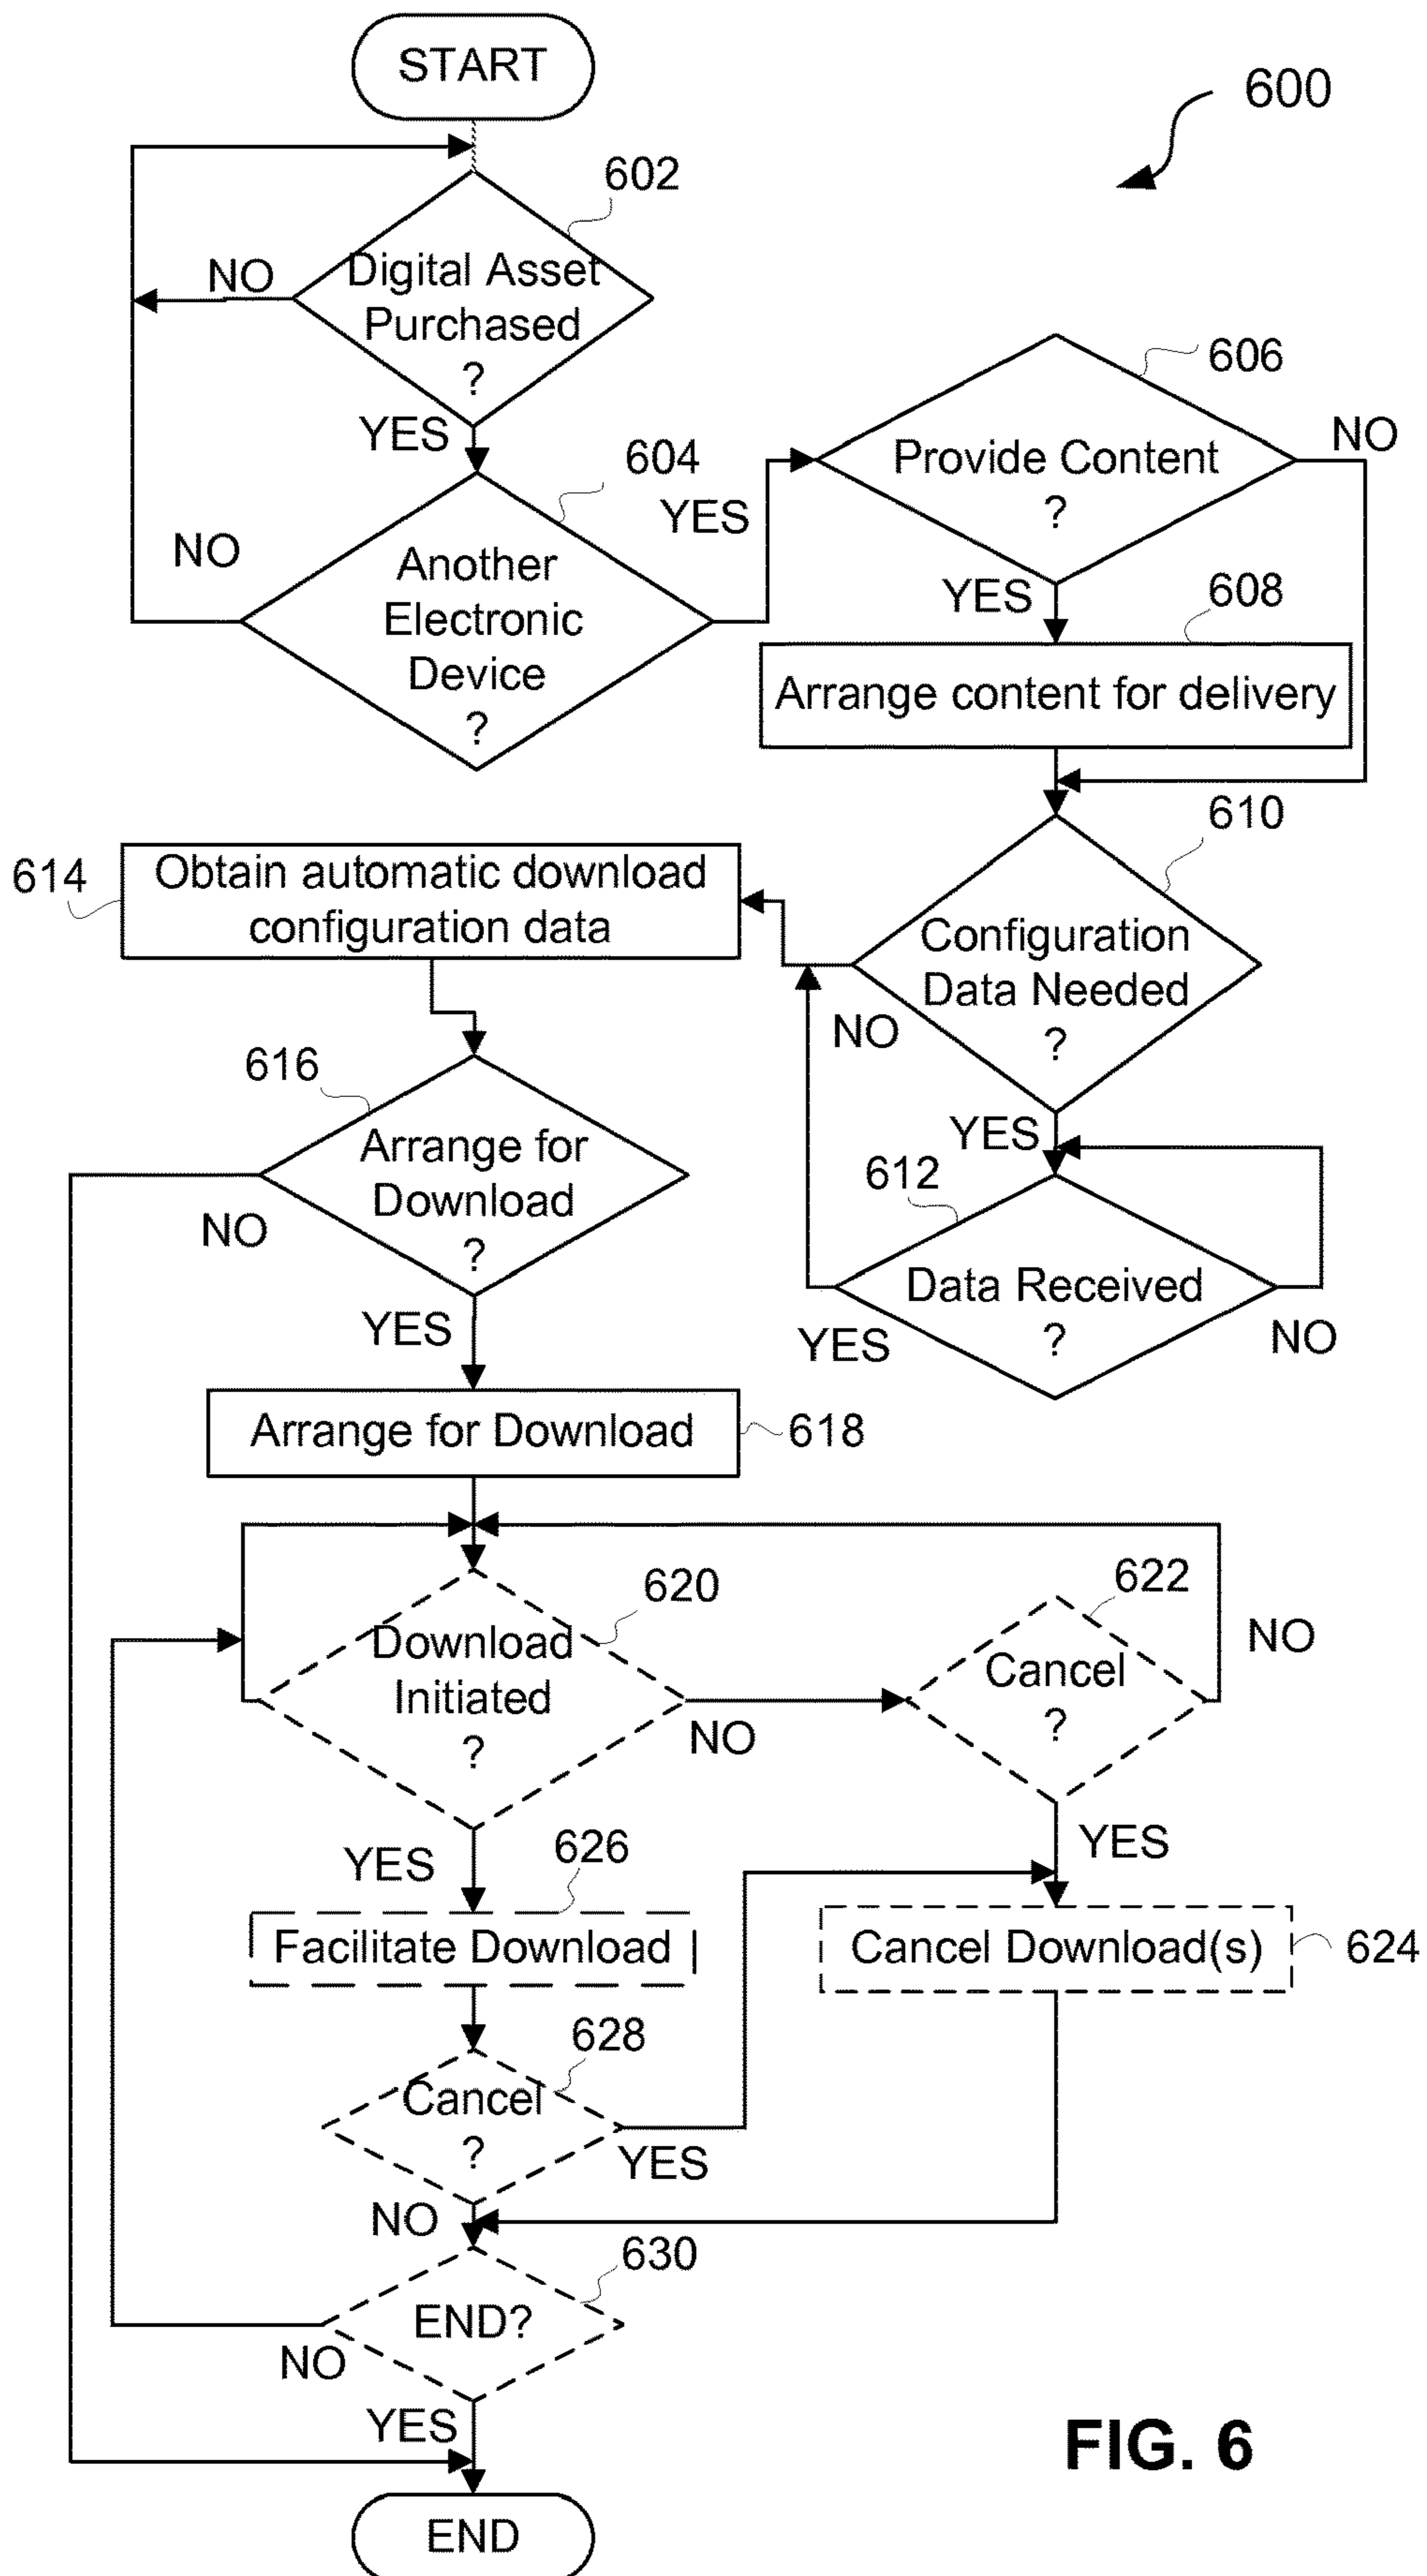 START
600
602
NO
Digital Asset
Purchased
?
YES
606
NO
604
Provide Content
?
YES
NO
Another
Electronic
Device
?
YES
608
Arrange content for delivery
610
614
Obtain automatic download
configuration data
Configuration
Data Needed
?
NO
616
Arrange for
Download
?
NO
YES
612
Data Received
?
YES
NO
YES
Arrange for Download
618
620
622
Download
Initiated
?
NO
Cancel
?
NO
YES
626
YES
Facilitate Download
Cancel Download(s)
624
628
Cancel
?
YES
NO
630
END?
NO
YES
FIG. 6
END